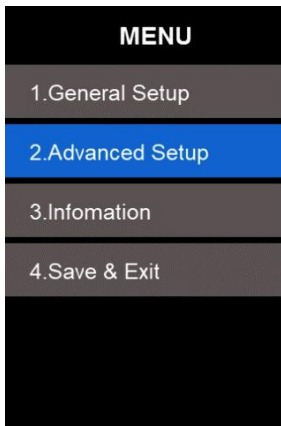 MENU
1.General Setup
2.Advanced Setup
3.Infomation
4.Save & Exit